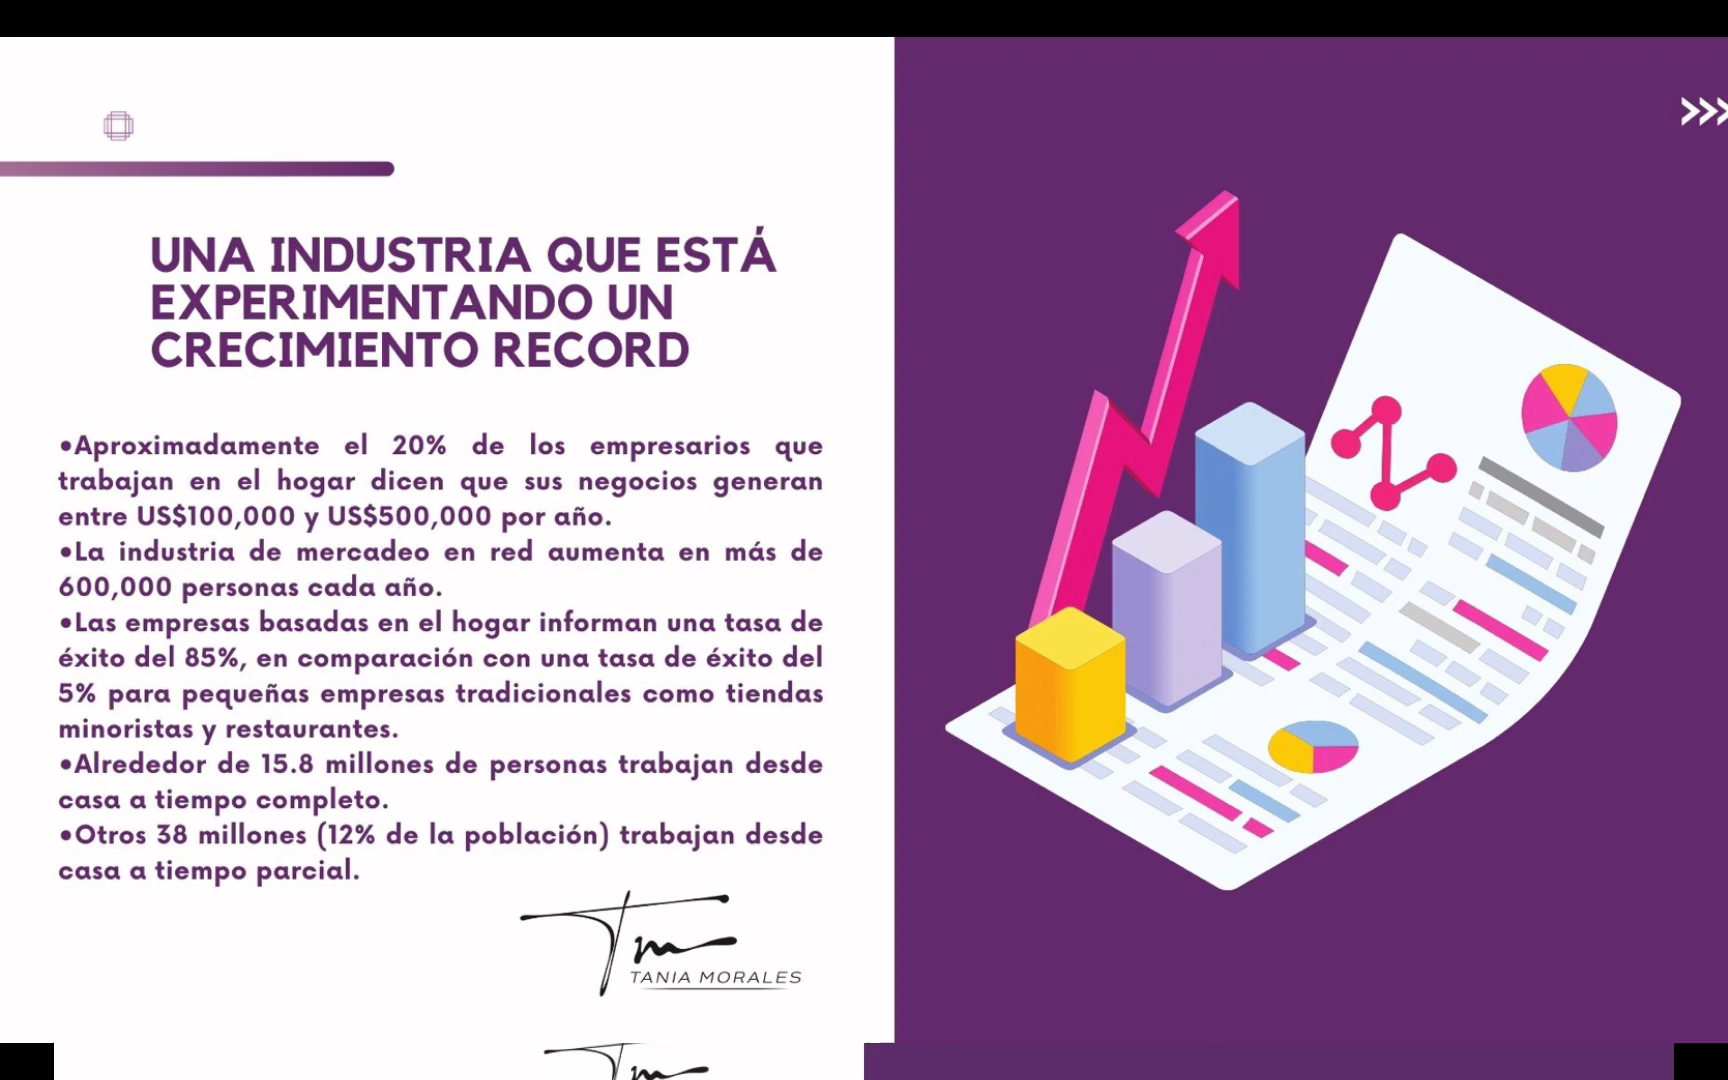 UNA INDUSTRIA QUE ESTÁ
EXPERIMENTANDO UN
CRECIMIENTO RECORD
•Aproximadamente el 20% de los empresarios que
trabajan en el hogar dicen que sus negocios generan
entre US$100,000 y US$500,000 por año.
•La industria de mercadeo en red aumenta en más de
600,000 personas cada año.
•Las empresas basadas en el hogar informan una tasa de
éxito del 85%, en comparación con una tasa de éxito del
5% para pequeñas empresas tradicionales como tiendas
minoristas y restaurantes.
•Alrededor de 15.8 millones de personas trabajan desde
casa a tiempo completo.
•Otros 38 millones (12% de la población) trabajan desde
casa a tiempo parcial.
Tm
TANIA MORALES